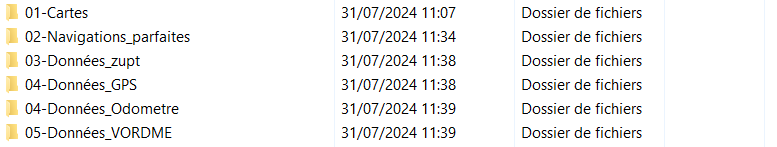 01-Cartes 31/07/2024 11:07 Dossier de fichiers
02-Navigations_parfaites 31/07/2024 11:34 Dossier de fichiers
03-Données_zupt 31/07/2024 11:38 Dossier de fichiers
04-Données_GPS 31/07/2024 11:38 Dossier de fichiers
04-Données_Odometre 31/07/2024 11:39 Dossier de fichiers
05-Données_VORDME 31/07/2024 11:39 Dossier de fichiers